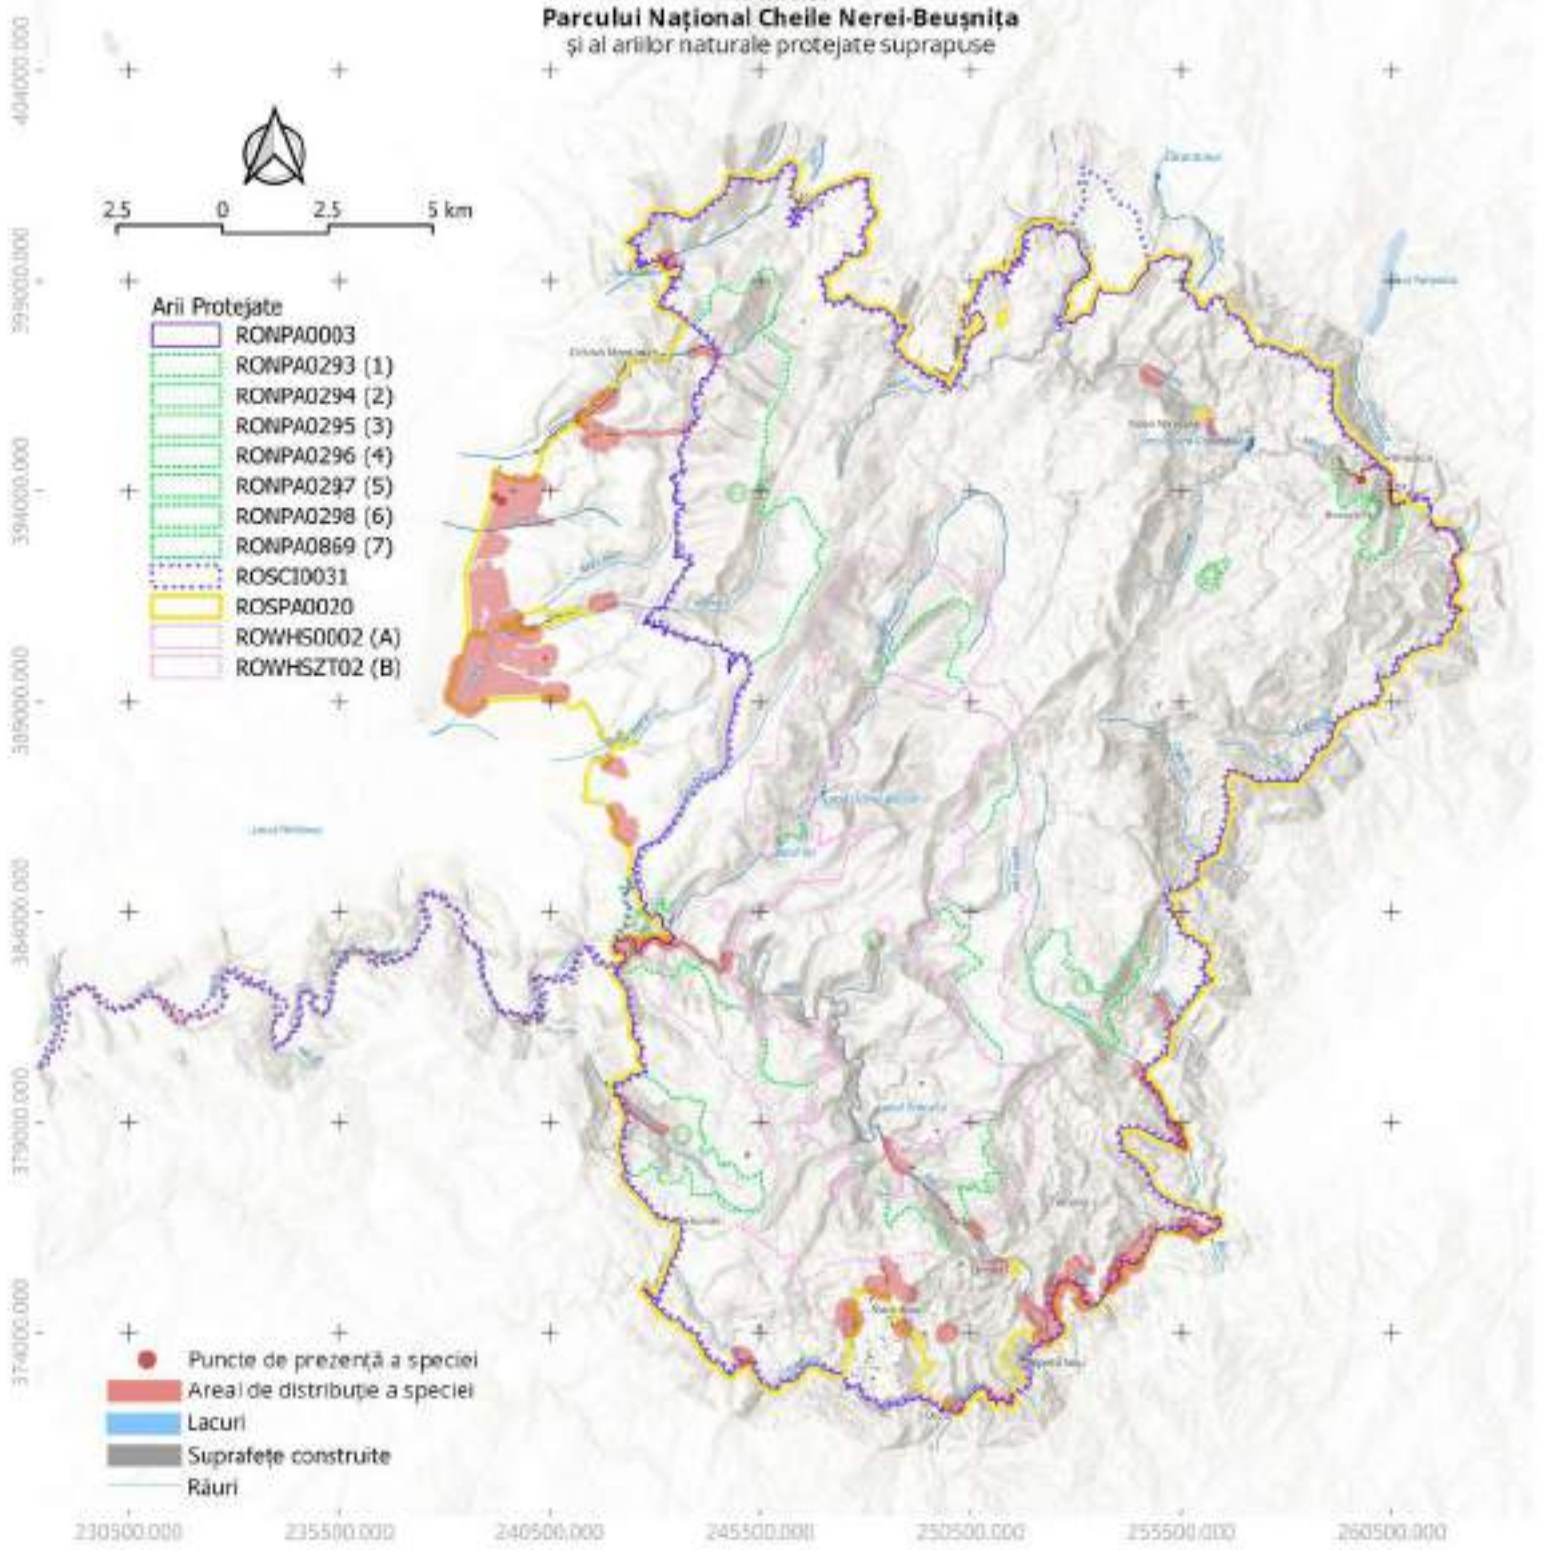 Parcului Național Cheile Nerei-Beușnița
și al ariilor naturale protejate suprapuse
404000.000
399000.000
394000.000
389000.000
384000.000
379000.000
374000.000
2.5 0 2.5 5 km
Arii Protejate
RONPA0003
RONPA0293 (1)
RONPA0294 (2)
RONPA0295 (3)
RONPA0296 (4)
RONPA0297 (5)
RONPA0298 (6)
RONPA0869 (7)
ROSCI0031
ROSPA0020
ROWHS0002 (A)
ROWHSZT02 (B)
Puncte de prezență a speciei
Areal de distribuție a speciei
Lacuri
Suprafețe construite
Râuri
230500.000 235500.000 240500.000 245500.000 250500.000 255500.000 260500.000